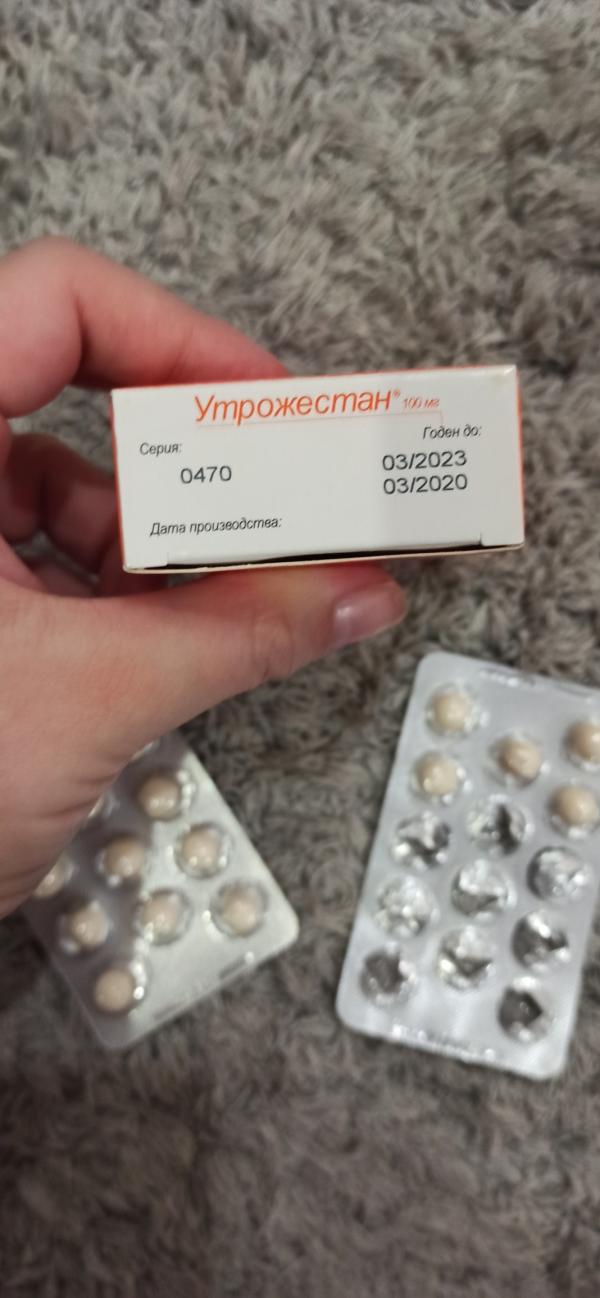 Утрожестан® 100 мг
Годен до:
Серия:
03/2023
0470
03/2020
Дата производства: